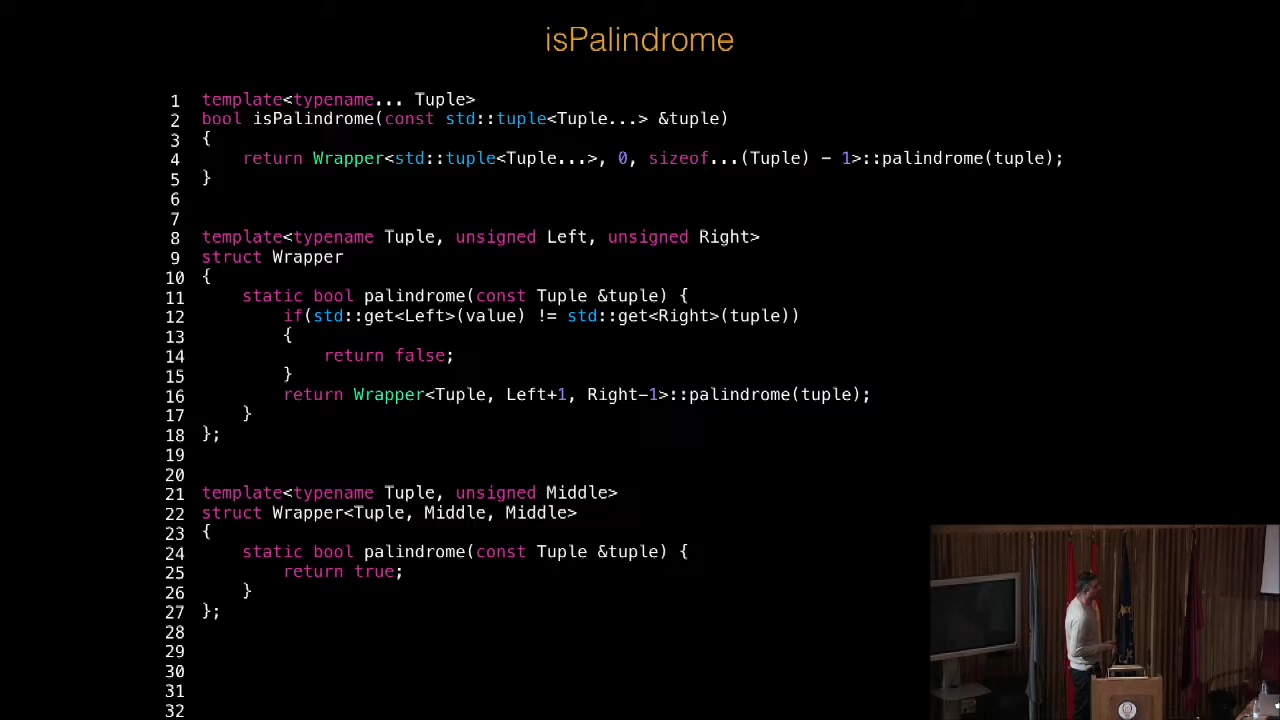 isPalindrome
1 template<typename... Tuple>
2 bool isPalindrome(const std::tuple<Tuple...> &tuple)
3 {
4     return Wrapper<std::tuple<Tuple...>, 0, sizeof...(Tuple) - 1>::palindrome(tuple);
5 }
6
7
8 template<typename Tuple, unsigned Left, unsigned Right>
9 struct Wrapper
10 {
11     static bool palindrome(const Tuple &tuple) {
12         if(std::get<Left>(value) != std::get<Right>(tuple))
13         {
14             return false;
15         }
16         return Wrapper<Tuple, Left+1, Right-1>::palindrome(tuple);
17     }
18 };
19
20
21 template<typename Tuple, unsigned Middle>
22 struct Wrapper<Tuple, Middle, Middle>
23 {
24     static bool palindrome(const Tuple &tuple) {
25         return true;
26     }
27 };
28
29
30
31
32